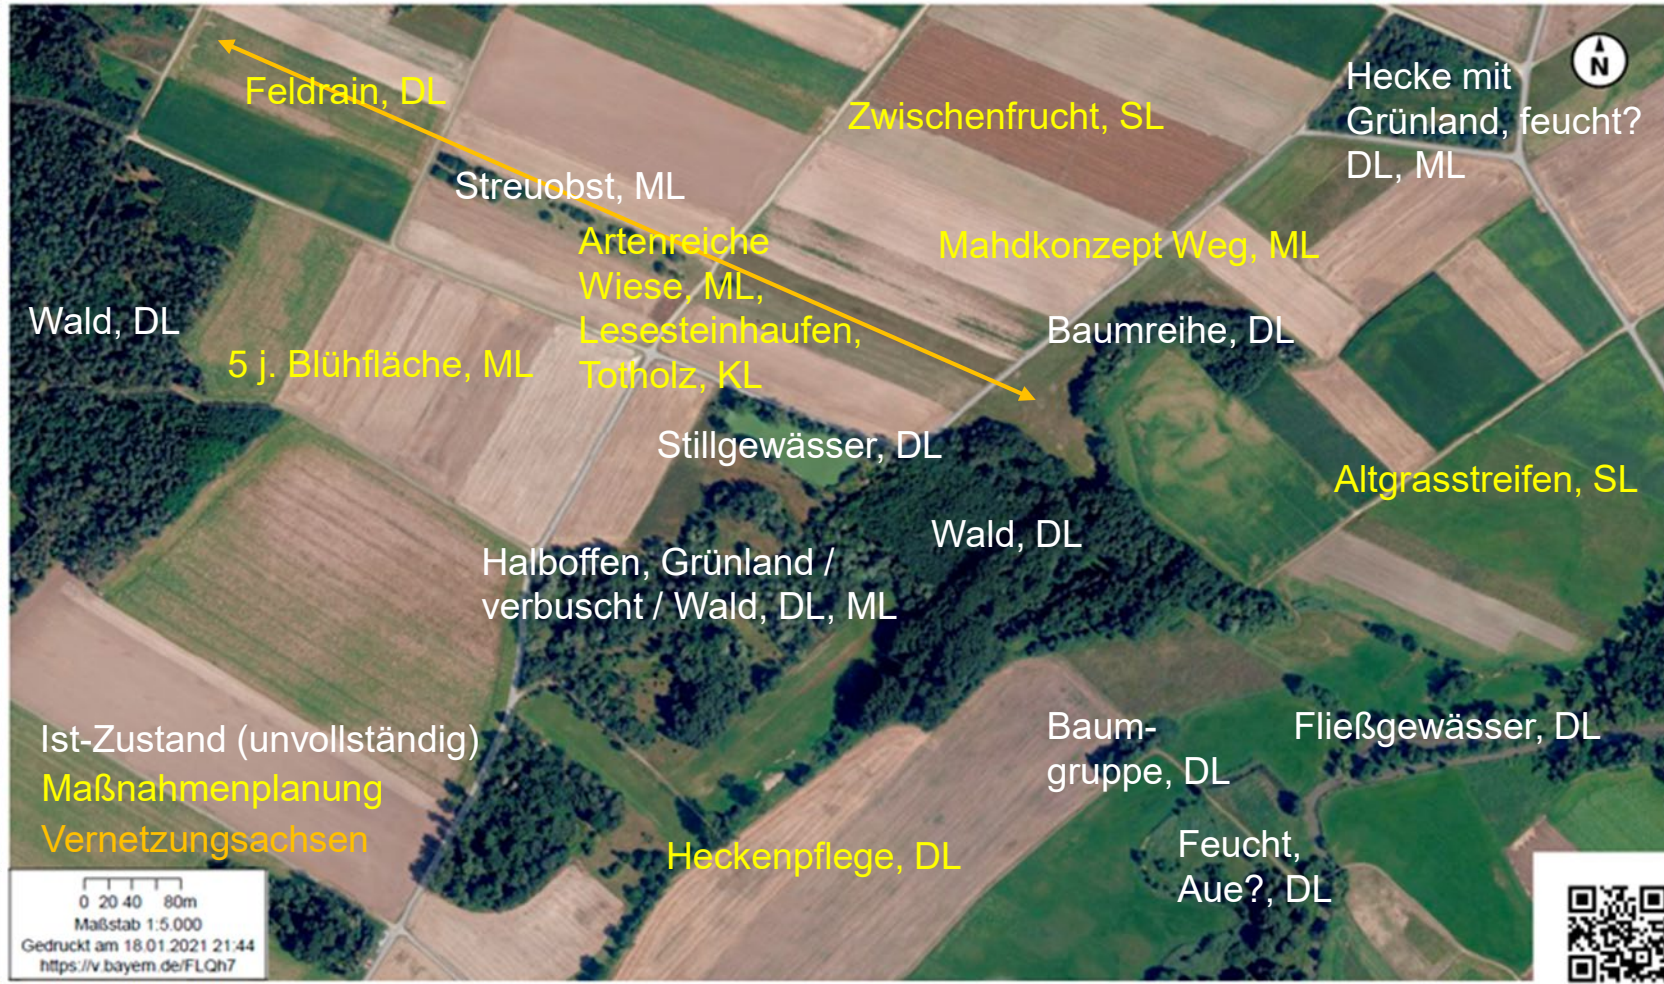 Feldrain, DL
Zwischenfrucht, SL
N
Hecke mit
Grünland, feucht?
DL, ML
Streuobst, ML
Artenreiche
Wiese, ML,
Lesesteinhaufen,
Totholz, KL
Mahdkonzept Weg, ML
Wald, DL
Baumreihe, DL
5 j. Blühfläche, ML
Stillgewässer, DL
Altgrasstreifen, SL
Wald, DL
Halboffen, Grünland /
verbuscht / Wald, DL, ML
Baum-
gruppe, DL
Fließgewässer, DL
Ist-Zustand (unvollständig)
Maßnahmenplanung
Vernetzungsachsen
Heckenpflege, DL
Feucht,
Aue?, DL
0 20 40 80m
Maßstab 1:5.000
Gedruckt am 18.01.2021 21:44
https://v.bayern.de/FLQh7